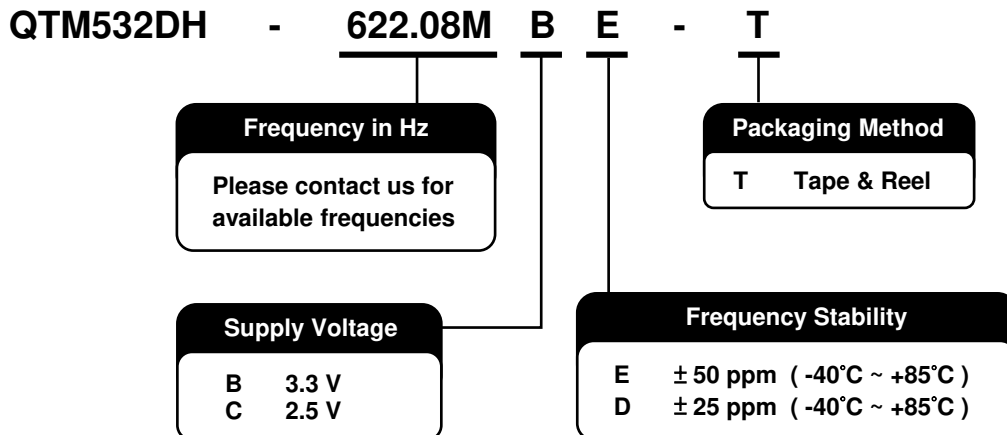 QTM532DH - 622.08M B E - T
Frequency in Hz
Please contact us for
available frequencies
Packaging Method
T Tape & Reel
Supply Voltage
B 3.3 V
C 2.5 V
Frequency Stability
E ± 50 ppm ( -40°C ~ +85°C )
D ± 25 ppm ( -40°C ~ +85°C )